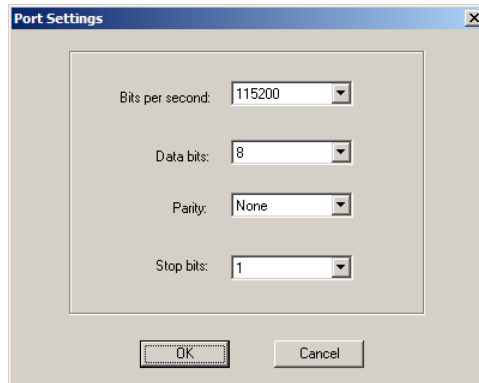 Port Settings
Bits per second: 115200
Data bits: 8
Parity: None
Stop bits: 1
OK Cancel